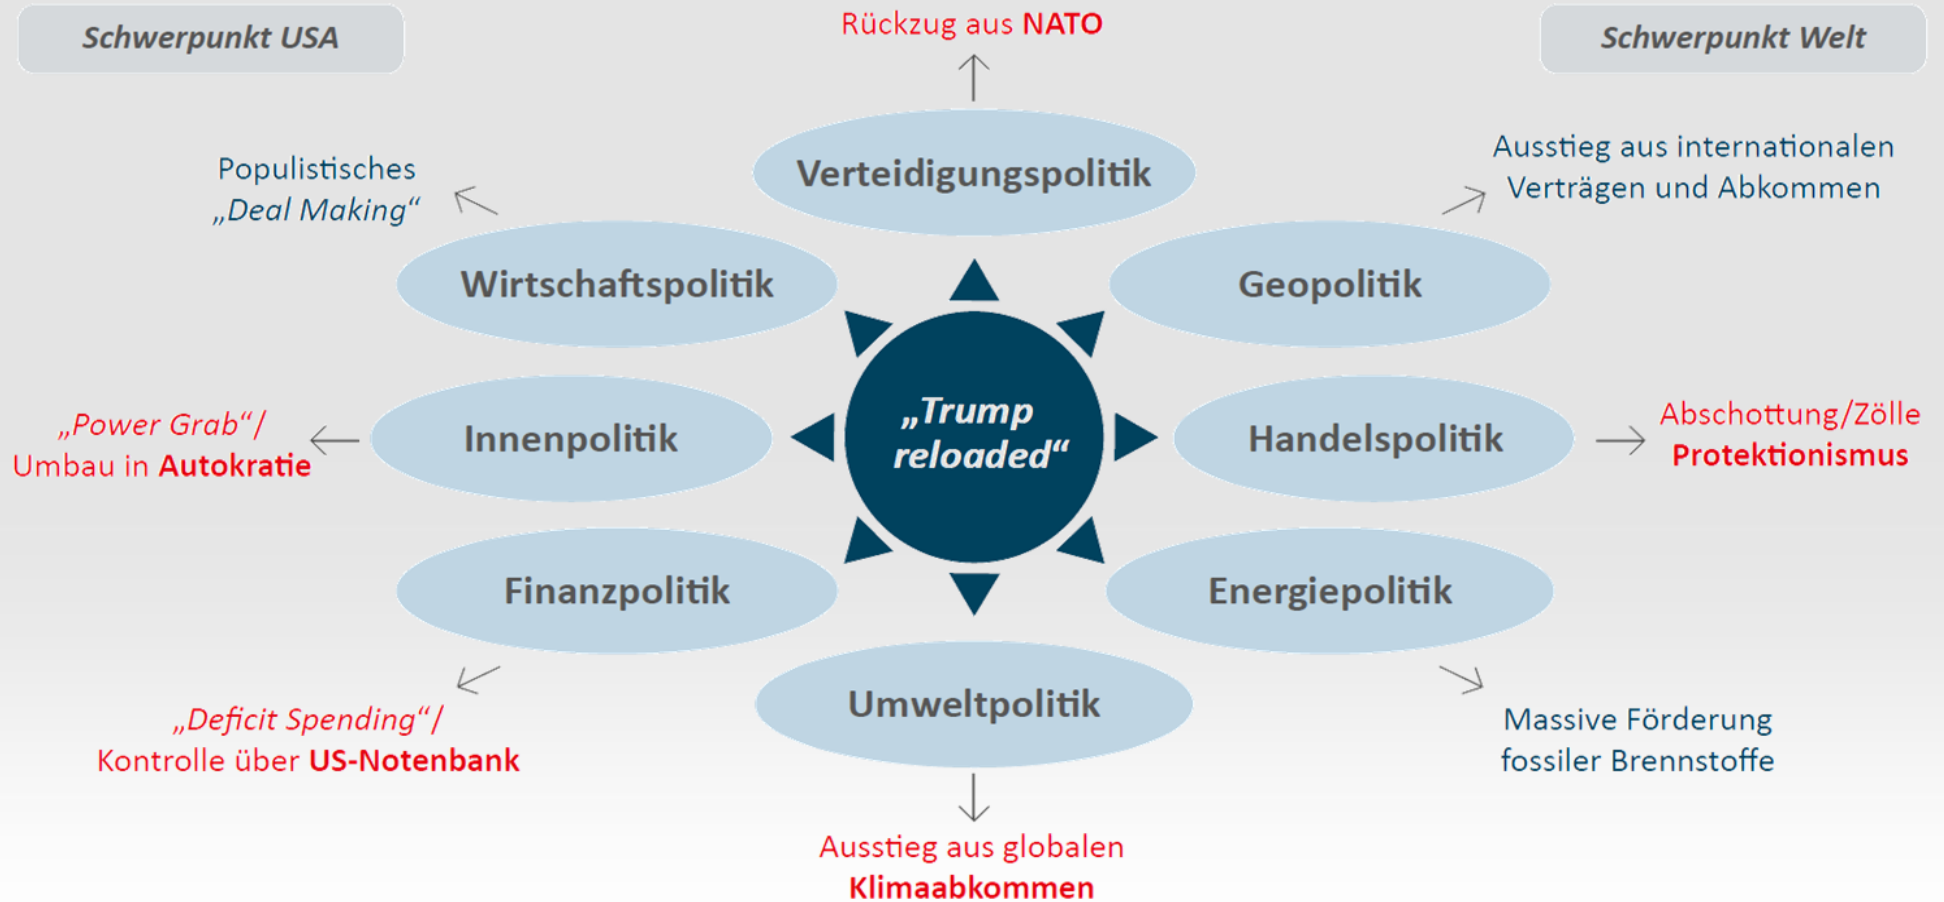 Schwerpunkt USA
Rückzug aus NATO
Schwerpunkt Welt
Verteidigungspolitik
Populistisches
„Deal Making“
Ausstieg aus internationalen
Verträgen und Abkommen
Wirtschaftspolitik
Geopolitik
„Power Grab“/
Umbau in Autokratie
Innenpolitik
„Trump
reloaded“
Handelspolitik
Abschottung/Zölle
Protektionismus
Finanzpolitik
Energiepolitik
„Deficit Spending“/
Kontrolle über US-Notenbank
Umweltpolitik
Massive Förderung
fossiler Brennstoffe
Ausstieg aus globalen
Klimaabkommen